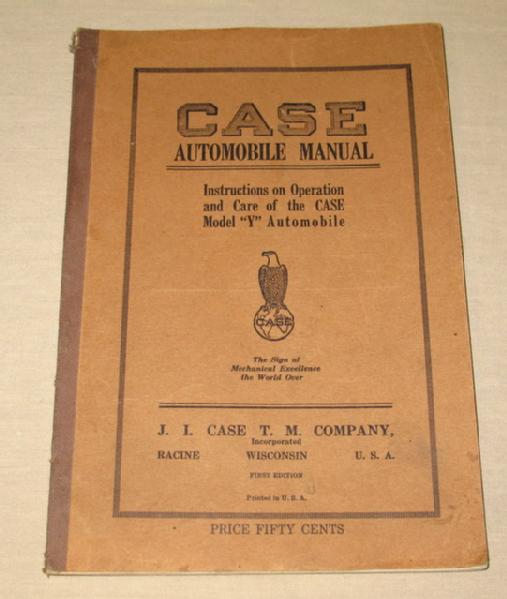 CASE
AUTOMOBILE MANUAL
Instructions on Operation
and Care of the CASE
Model "Y" Automobile
CASE
The Sign of
Mechanical Excellence
the World Over
J. I. CASE T. M. COMPANY,
Incorporated
RACINE WISCONSIN U. S. A.
FIRST EDITION
Printed in U. S. A.
PRICE FIFTY CENTS